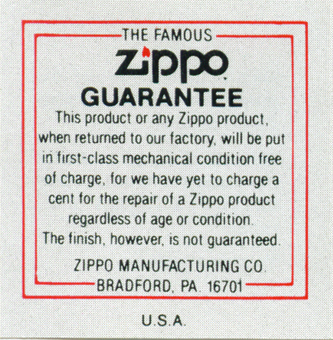 THE FAMOUS
zippo
GUARANTEE
This product or any Zippo product,
when returned to our factory, will be put
in first-class mechanical condition free
of charge, for we have yet to charge a
cent for the repair of a Zippo product
regardless of age or condition.
The finish, however, is not guaranteed.
ZIPPO MANUFACTURING CO.
BRADFORD, PA. 16701
U.S.A.